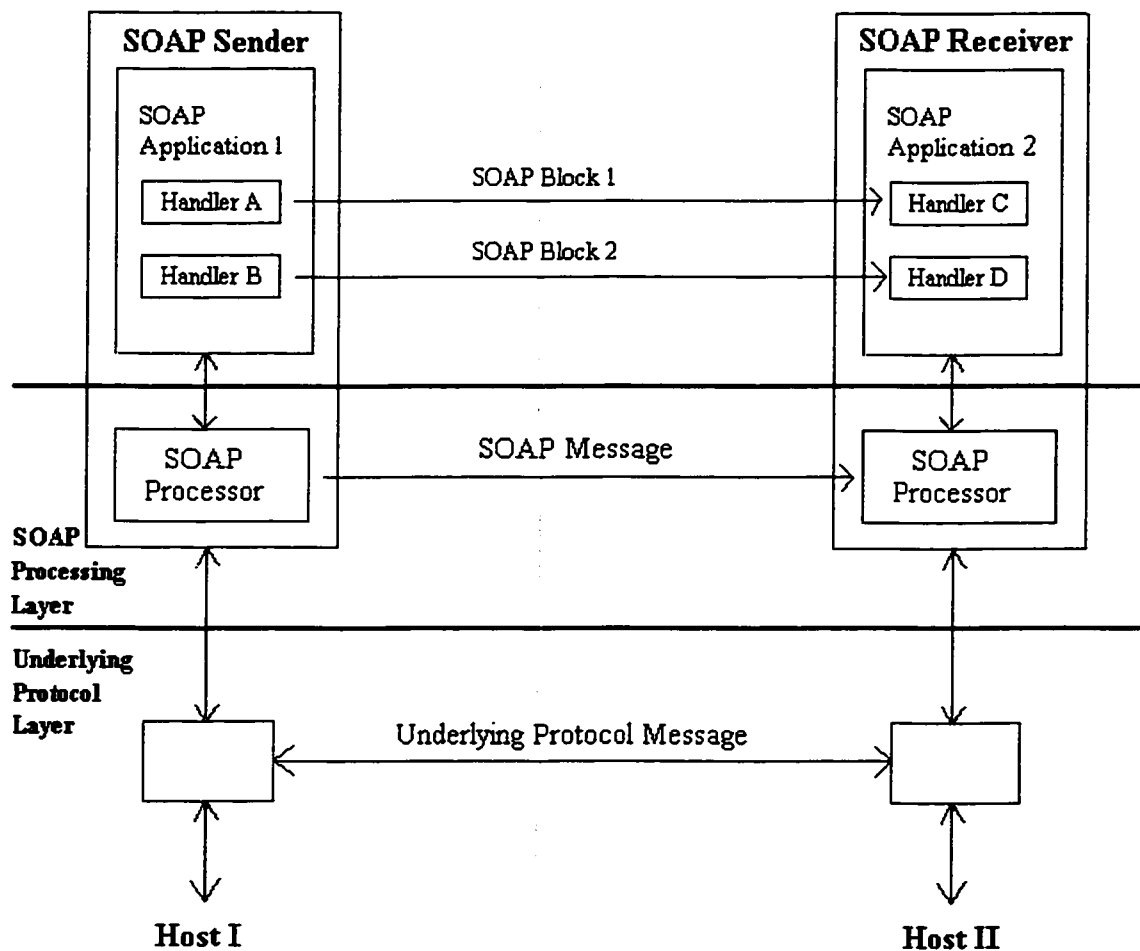 SOAP Sender
SOAP
Application 1
Handler A
Handler B
SOAP Block 1
SOAP Block 2
SOAP Receiver
SOAP
Application 2
Handler C
Handler D
SOAP
Processor
SOAP Message
SOAP
Processor
SOAP
Processing
Layer
Underlying
Protocol
Layer
Underlying Protocol Message
Host I
Host II